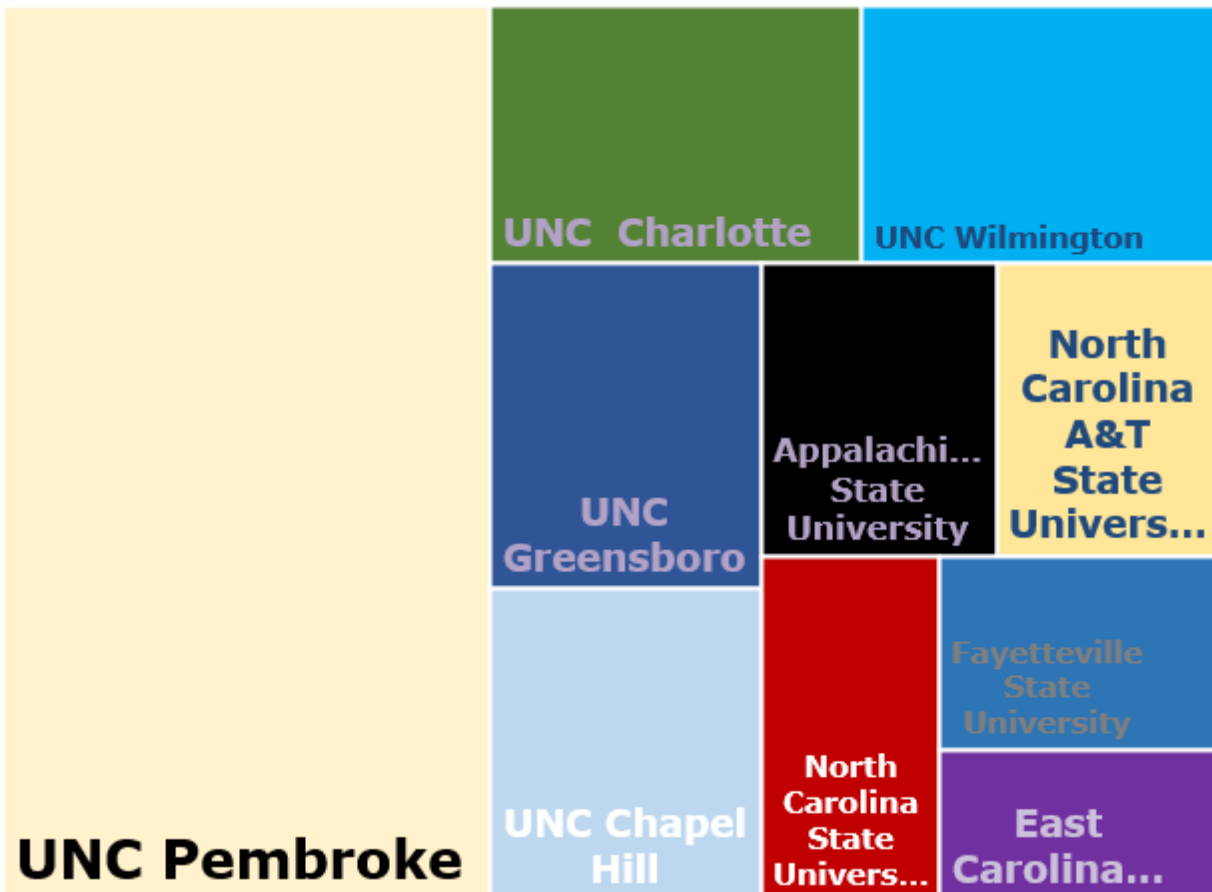 UNC Pembroke
UNC  Charlotte
UNC Wilmington
UNC
Greensboro
Appalachi...
State
University
North
Carolina
A&T
State
Univers...
UNC Chapel
Hill
North
Carolina
State
Univers...
Fayetteville
State
University
East
Carolina...